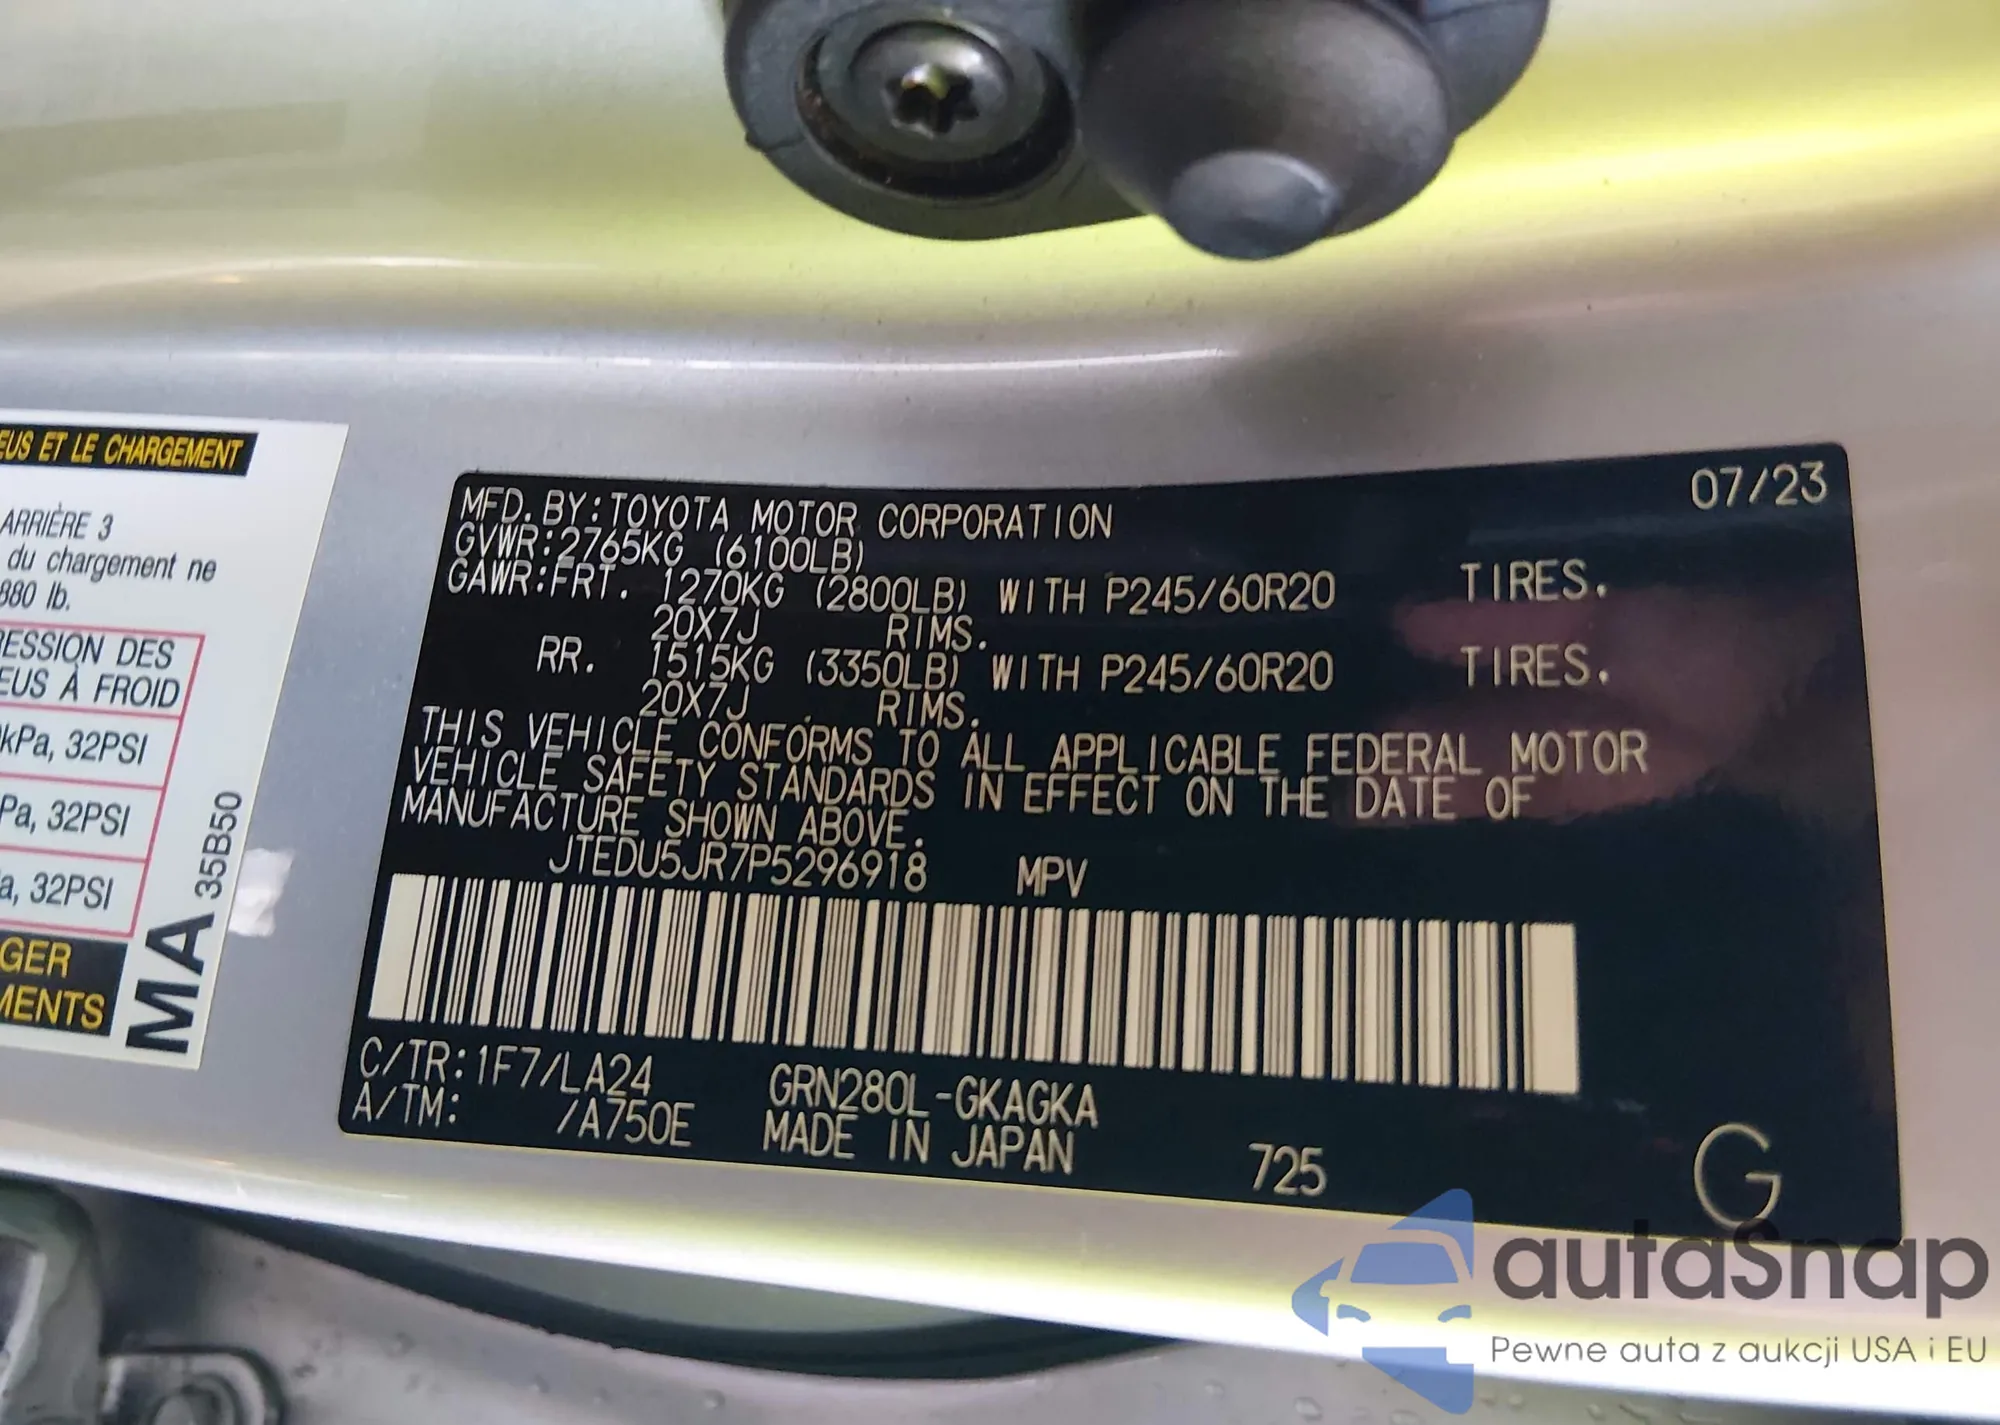 EUS ET LE CHARGEMENT
ARRIÈRE 3
du chargement ne
880 lb.
ESSION DES
EUS À FROID
kPa, 32PSI
Pa, 32PSI
a, 32PSI
GER
MENTS
MA 35B50
07/23
MFD. BY: TOYOTA MOTOR CORPORATION
GVWR: 2765KG (6100LB)
GAWR: FRT. 1270KG (2800LB) WITH P245/60R20 TIRES.
20X7J RIMS.
RR. 1515KG (3350LB) WITH P245/60R20 TIRES.
20X7J RIMS.
THIS VEHICLE CONFORMS TO ALL APPLICABLE FEDERAL MOTOR
VEHICLE SAFETY STANDARDS IN EFFECT ON THE DATE OF
MANUFACTURE SHOWN ABOVE.
JTEDU5JR7P5296918 MPV
C/TR: 1F7/LA24 GRN280L-GKAGKA
A/TM: /A750E MADE IN JAPAN 725
G
autaSnap
Pewne auta z aukcji USA i EU